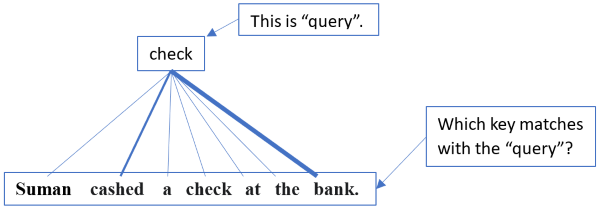 This is “query”.
check
Which key matches
with the “query”?
Suman cashed a check at the bank.